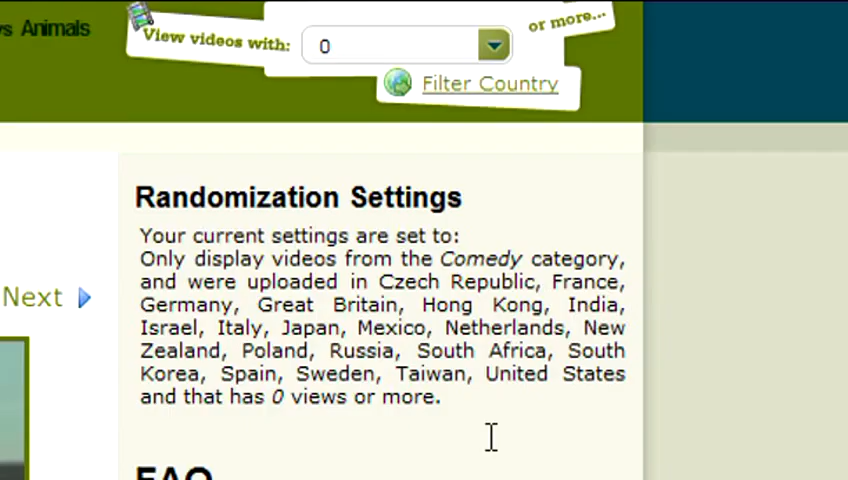 Animals
View videos with:
0
or more...
Filter Country
Randomization Settings
Your current settings are set to:
Only display videos from the Comedy category,
and were uploaded in Czech Republic, France,
Germany, Great Britain, Hong Kong, India,
Israel, Italy, Japan, Mexico, Netherlands, New
Zealand, Poland, Russia, South Africa, South
Korea, Spain, Sweden, Taiwan, United States
and that has 0 views or more.
Next
FAQ